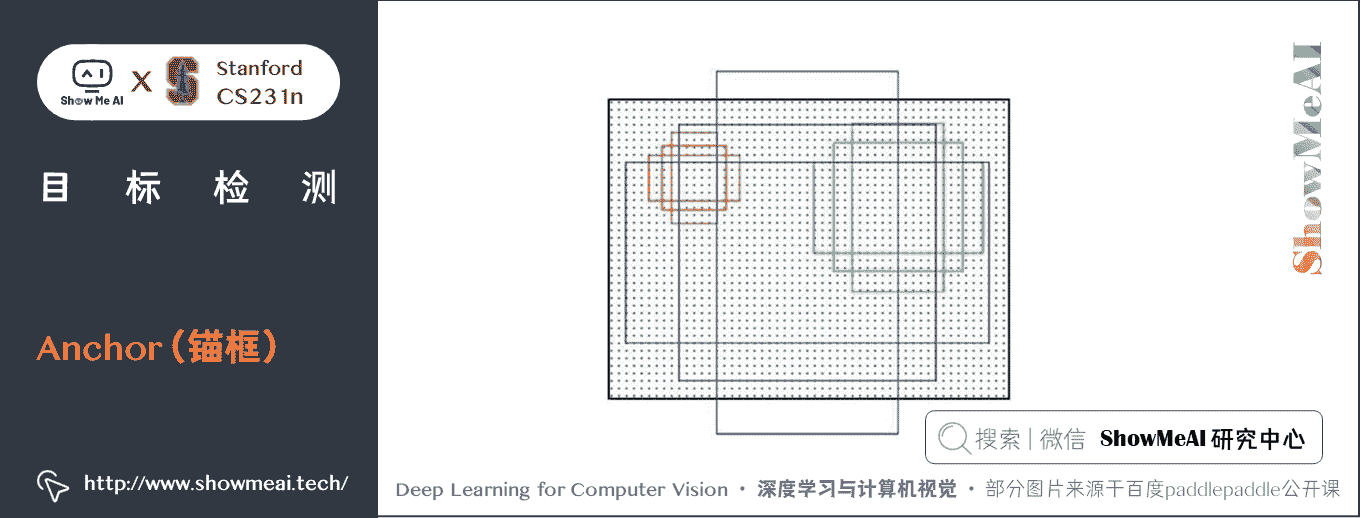 Show Me AI
X
Stanford
CS231n
目标检测
Anchor（锚框）
http://www.showmeai.tech/
ShowMeAI
搜索 | 微信 ShowMeAI 研究中心
Deep Learning for Computer Vision · 深度学习与计算机视觉 · 部分图片来源于百度paddlepaddle公开课